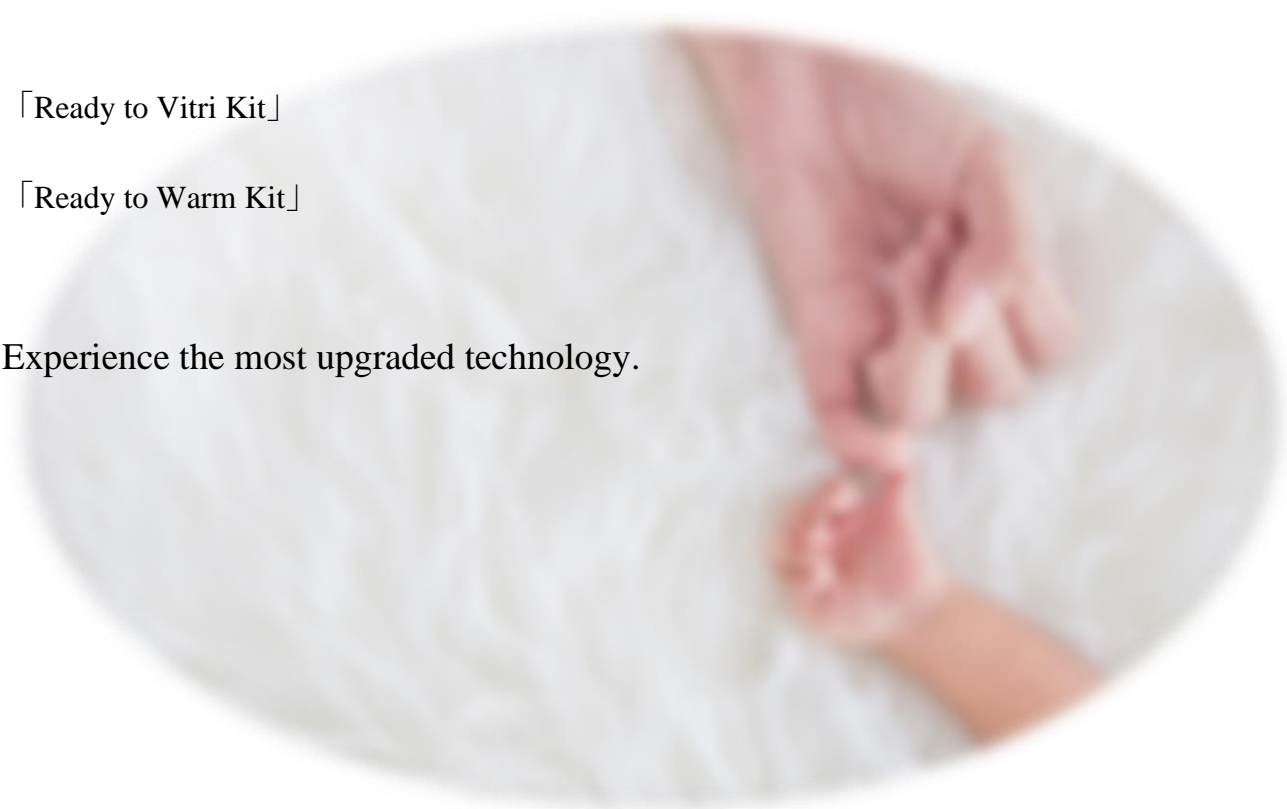 「Ready to Vitri Kit」
「Ready to Warm Kit」
Experience the most upgraded technology.